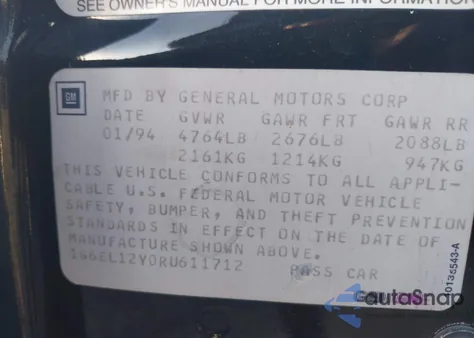 SEE OWNER'S MANUAL FOR MORE INFORMATION
GM
MFD BY GENERAL MOTORS CORP
DATE GVWR GAWR FRT GAWR RR
01/94 4764LB 2676LB 2088LB
2161KG 1214KG 947KG
THIS VEHICLE CONFORMS TO ALL APPLI-
CABLE U.S. FEDERAL MOTOR VEHICLE
SAFETY, BUMPER, AND THEFT PREVENTION
STANDARDS IN EFFECT ON THE DATE OF
MANUFACTURE SHOWN ABOVE.
1G6EL12Y0RU611712 PASS CAR
0135543-A
autoSnap